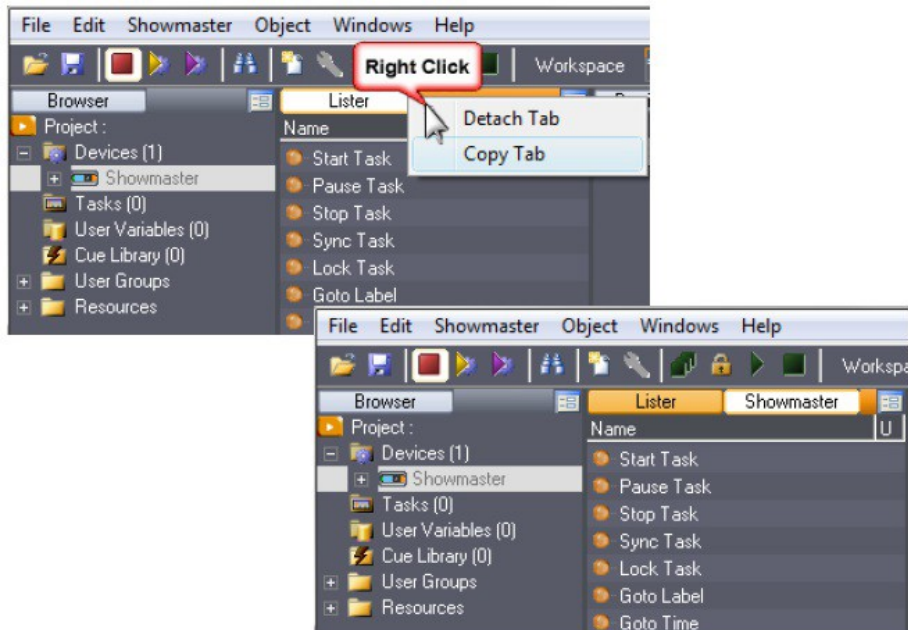 File Edit Showmaster Object Windows Help
Right Click
Workspace
Browser
Lister
Detach Tab
Copy Tab
Project :
Name
Devices (1)
Start Task
Showmaster
Pause Task
Tasks (0)
Stop Task
User Variables (0)
Sync Task
Cue Library (0)
Lock Task
User Groups
Goto Label
Resources
File Edit Showmaster Object Windows Help
Workspa
Browser
Lister
Showmaster
Project :
Name
U
Devices (1)
Start Task
Showmaster
Pause Task
Tasks (0)
Stop Task
User Variables (0)
Sync Task
Cue Library (0)
Lock Task
User Groups
Goto Label
Resources
Goto Time